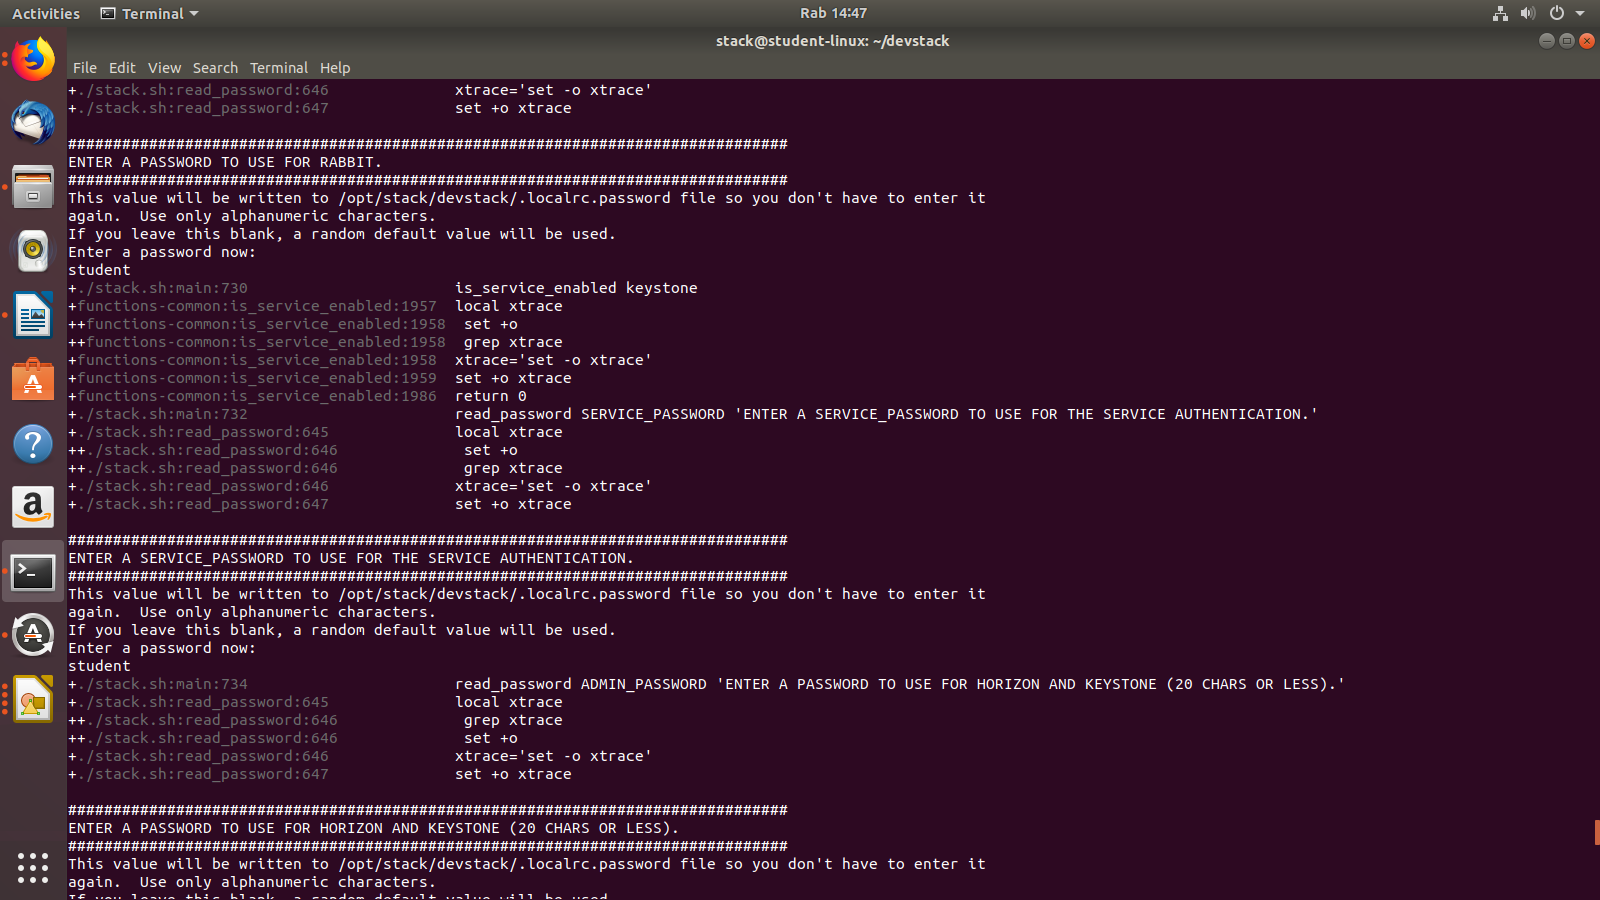 Activities Terminal Rab 14:47
stack@student-linux: ~/devstack
File Edit View Search Terminal Help
+./stack.sh:read_password:646              xtrace='set -o xtrace'
+./stack.sh:read_password:647              set +o xtrace
################################################################################
ENTER A PASSWORD TO USE FOR RABBIT.
################################################################################
This value will be written to /opt/stack/devstack/.localrc.password file so you don't have to enter it
again.  Use only alphanumeric characters.
If you leave this blank, a random default value will be used.
Enter a password now:
student
+./stack.sh:main:730                       is_service_enabled keystone
+functions-common:is_service_enabled:1957  local xtrace
++functions-common:is_service_enabled:1958  set +o
++functions-common:is_service_enabled:1958  grep xtrace
+functions-common:is_service_enabled:1958  xtrace='set -o xtrace'
+functions-common:is_service_enabled:1959  set +o xtrace
+functions-common:is_service_enabled:1986  return 0
+./stack.sh:main:732                       read_password SERVICE_PASSWORD 'ENTER A SERVICE_PASSWORD TO USE FOR THE SERVICE AUTHENTICATION.'
+./stack.sh:read_password:645              local xtrace
++./stack.sh:read_password:646              set +o
++./stack.sh:read_password:646              grep xtrace
+./stack.sh:read_password:646              xtrace='set -o xtrace'
+./stack.sh:read_password:647              set +o xtrace
################################################################################
ENTER A SERVICE_PASSWORD TO USE FOR THE SERVICE AUTHENTICATION.
################################################################################
This value will be written to /opt/stack/devstack/.localrc.password file so you don't have to enter it
again.  Use only alphanumeric characters.
If you leave this blank, a random default value will be used.
Enter a password now:
student
+./stack.sh:main:734                       read_password ADMIN_PASSWORD 'ENTER A PASSWORD TO USE FOR HORIZON AND KEYSTONE (20 CHARS OR LESS).'
+./stack.sh:read_password:645              local xtrace
++./stack.sh:read_password:646              grep xtrace
++./stack.sh:read_password:646              set +o
+./stack.sh:read_password:646              xtrace='set -o xtrace'
+./stack.sh:read_password:647              set +o xtrace
################################################################################
ENTER A PASSWORD TO USE FOR HORIZON AND KEYSTONE (20 CHARS OR LESS).
################################################################################
This value will be written to /opt/stack/devstack/.localrc.password file so you don't have to enter it
again.  Use only alphanumeric characters.
If you leave this blank, a random default value will be used.